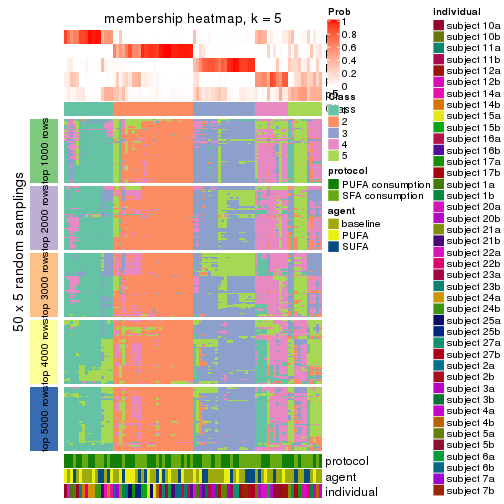 membership heatmap, k = 5
50 x 5 random samplings
top 1000 rows
top 2000 rows
top 3000 rows
top 4000 rows
top 5000 rows
protocol
agent
individual
Prob
1
0.8
0.6
0.4
0.2
0
Class
1
2
3
4
5
protocol
PUFA consumption
SFA consumption
agent
baseline
PUFA
SUFA
individual
subject 10a
subject 10b
subject 11a
subject 11b
subject 12a
subject 12b
subject 14a
subject 14b
subject 15a
subject 15b
subject 16a
subject 16b
subject 17a
subject 17b
subject 1a
subject 1b
subject 20a
subject 20b
subject 21a
subject 21b
subject 22a
subject 22b
subject 23a
subject 23b
subject 24a
subject 24b
subject 25a
subject 25b
subject 27a
subject 27b
subject 2a
subject 2b
subject 3a
subject 3b
subject 4a
subject 4b
subject 5a
subject 5b
subject 6a
subject 6b
subject 7a
subject 7b